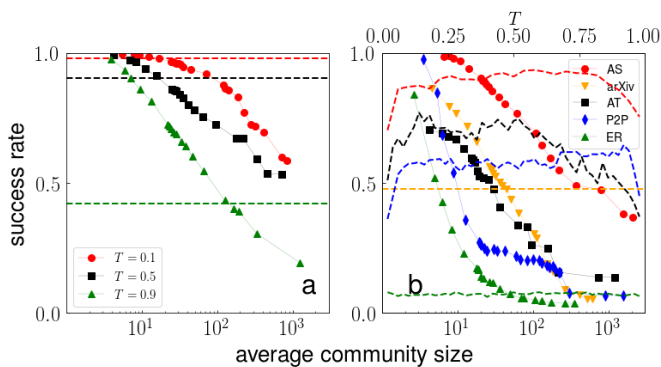 T
0.00 0.25 0.50 0.75 1.00
1.0
0.5
0.0
success rate
T = 0.1
T = 0.5
T = 0.9
a
10¹ 10² 10³
1.0
0.5
0.0
AS
arXiv
AT
P2P
ER
b
10¹ 10² 10³
average community size